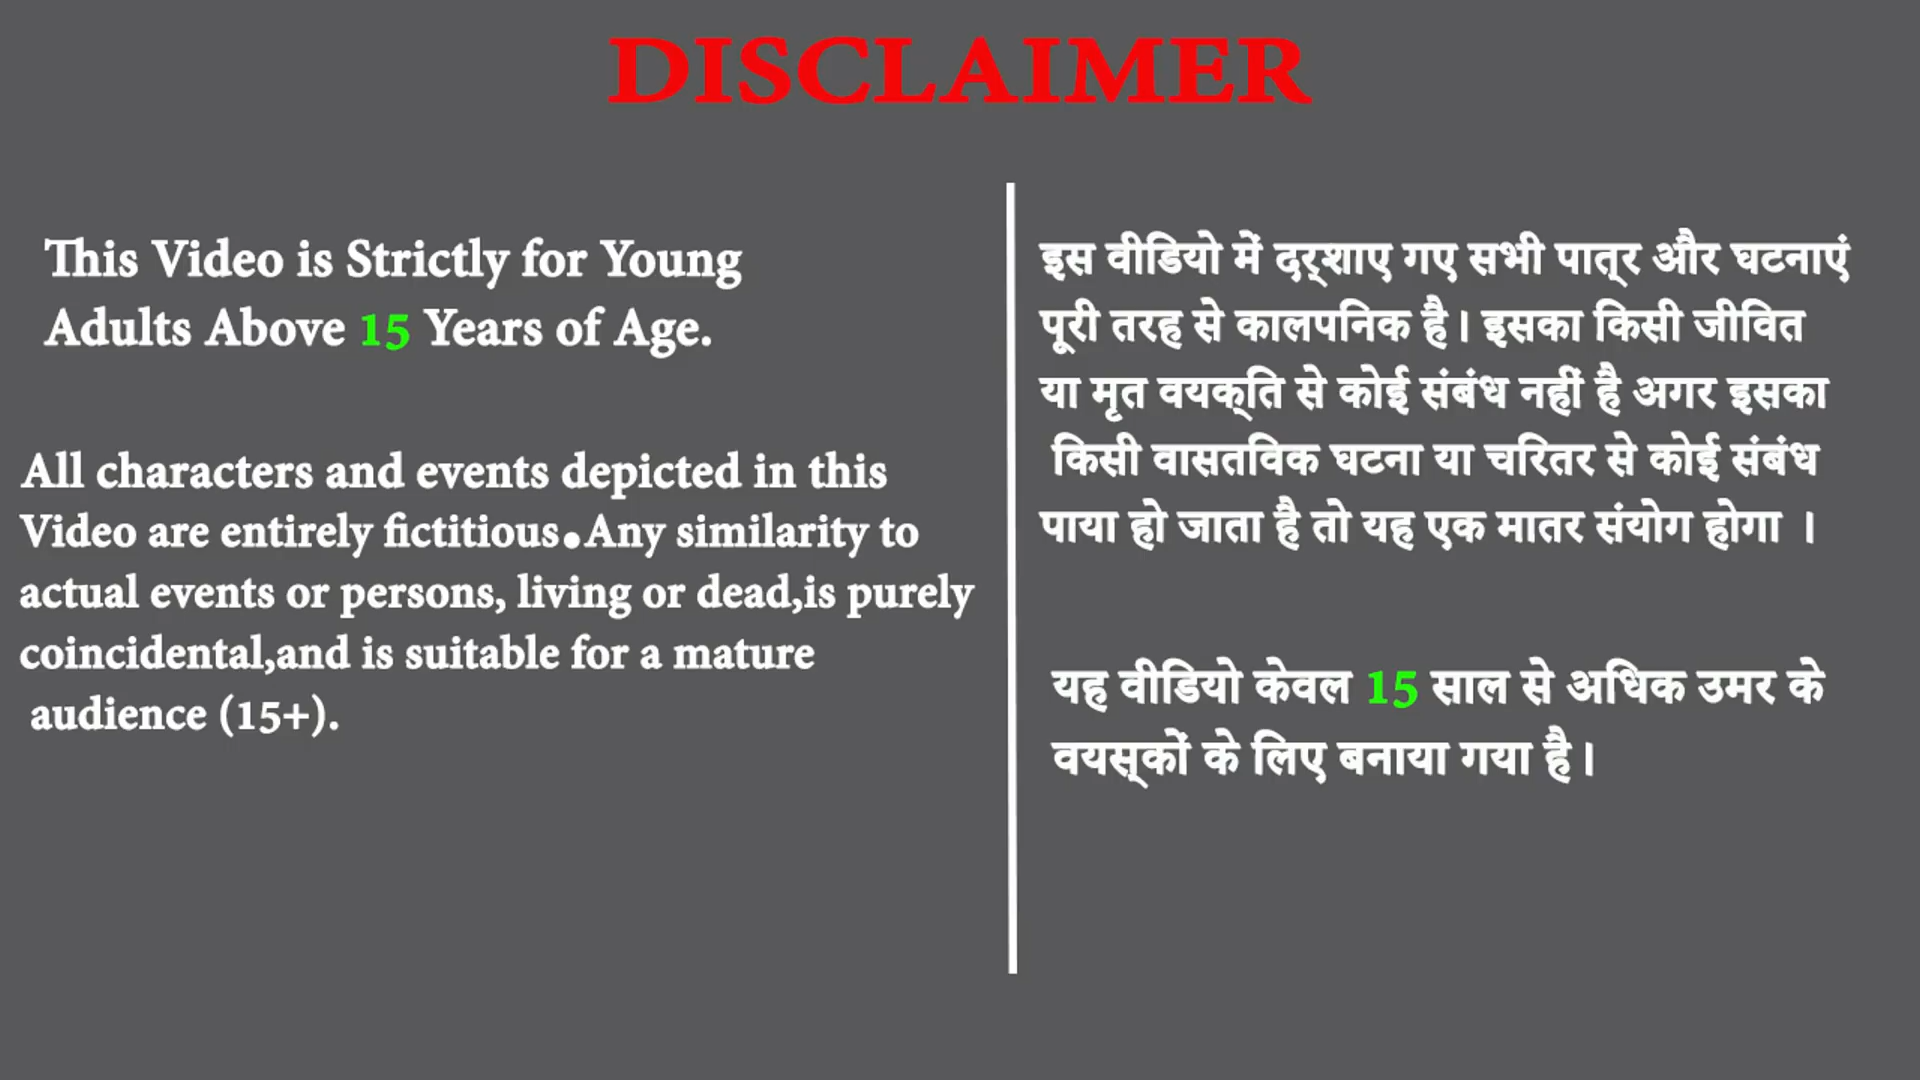 DISCLAIMER
This Video is Strictly for Young
Adults Above 15 Years of Age.
All characters and events depicted in this
Video are entirely fictitious.Any similarity to
actual events or persons, living or dead,is purely
coincidental,and is suitable for a mature
audience (15+).
इस वीडियो में दर्‌शाए गए सभी पात्‌र और घटनाएं
पूरी तरह से कालपनिक है। इसका किसी जीवित
या मृत वयक्‌ति से कोई संबंध नहीं है अगर इसका
किसी वासतविक घटना या चरितर से कोई संबंध
पाया हो जाता है तो यह एक मातर संयोग होगा ।
यह वीडियो केवल 15 साल से अधिक उमर के
वयस्‌कों के लिए बनाया गया है।